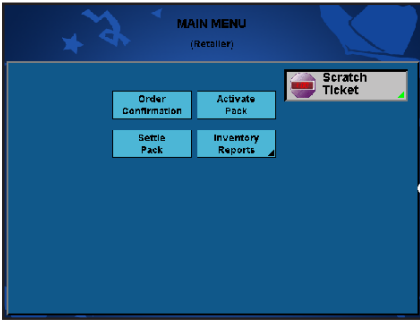 MAIN MENU
(Retailer)
Scratch
Ticket
Order
Confirmation
Activate
Pack
Settle
Pack
Inventory
Reports